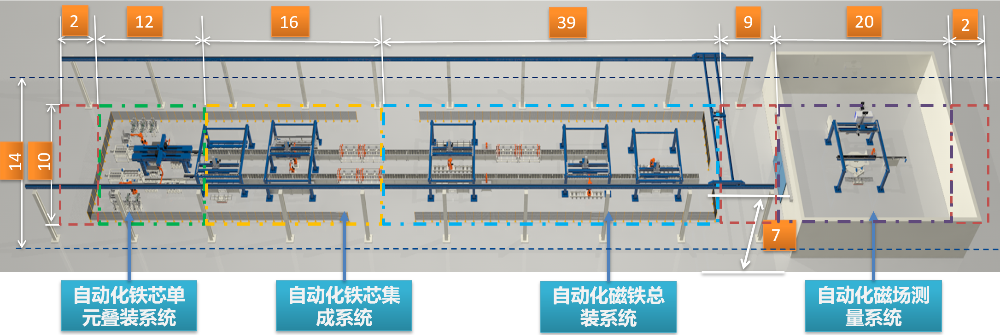 2
12
16
39
9
20
2
14
10
7
自动化铁芯单
元叠装系统
自动化铁芯集
成系统
自动化磁铁总
装系统
自动化磁场测
量系统